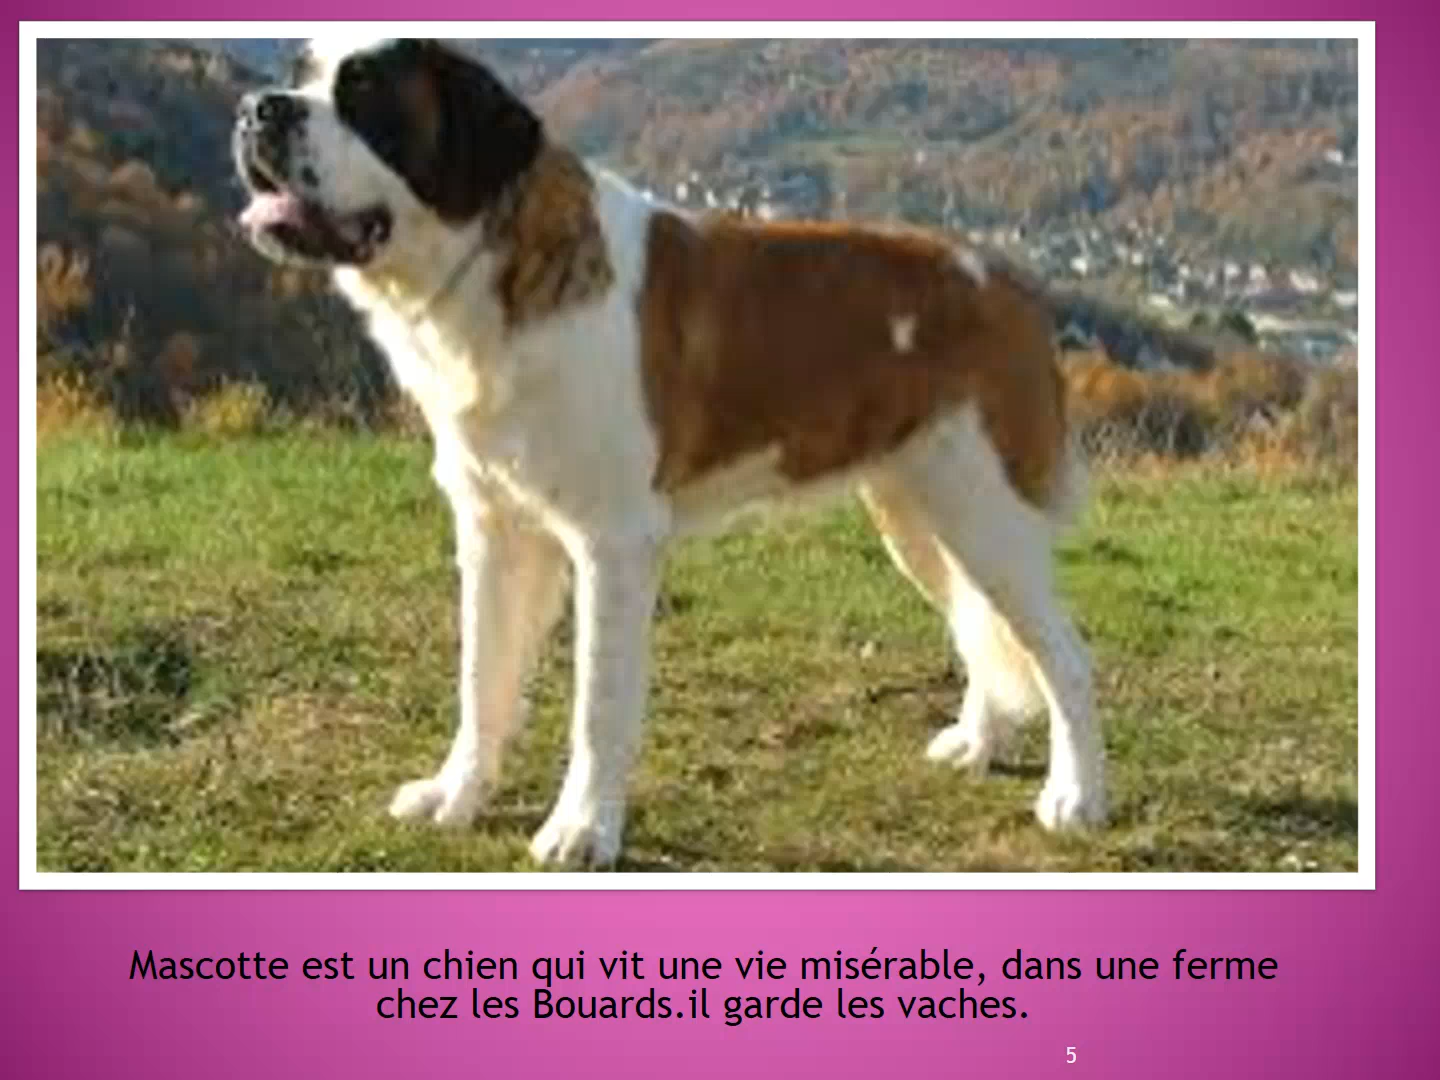 Mascotte est un chien qui vit une vie misérable, dans une ferme
chez les Bouards.il garde les vaches.
5